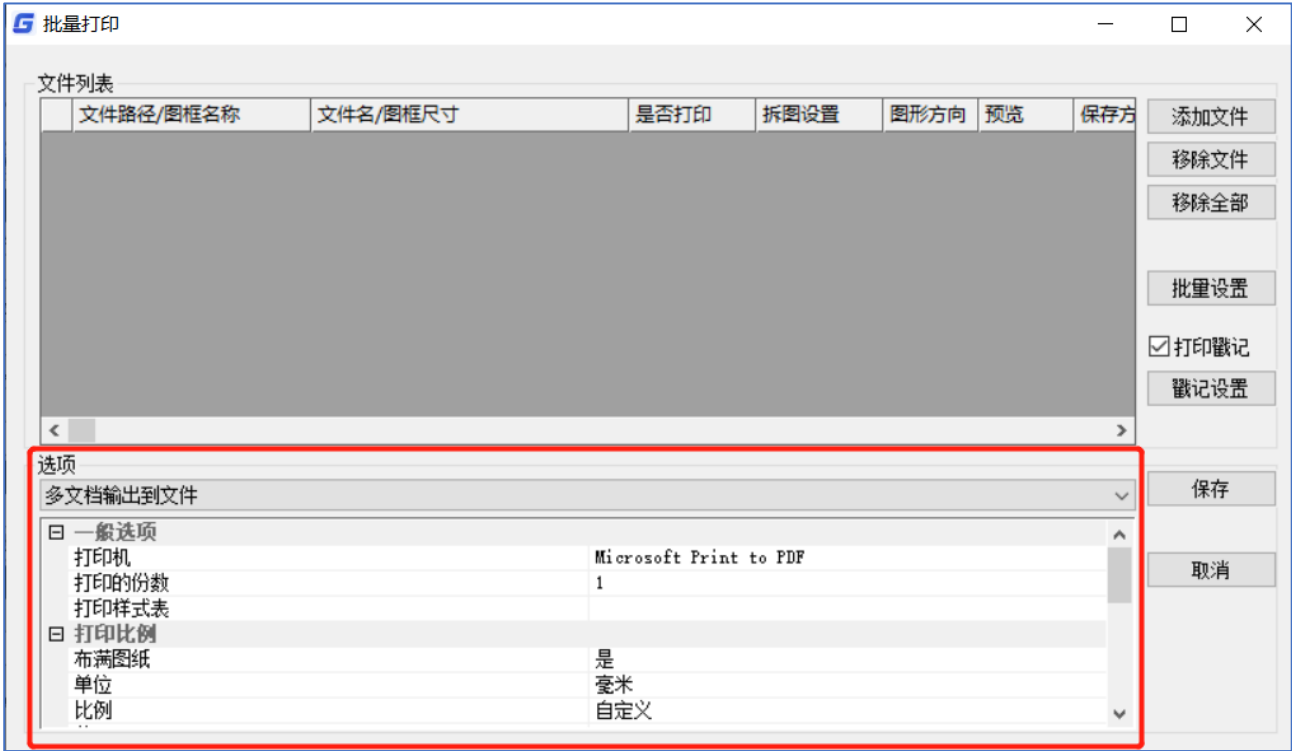 批量打印
文件列表
文件路径/图框名称 文件名/图框尺寸 是否打印 拆图设置 图形方向 预览 保存方
添加文件
移除文件
移除全部
批里设置
打印戳记
戳记设置
选项
多文档输出到文件
保存
一般选项
打印机 Microsoft Print to PDF
取消
打印的份数 1
打印样式表
打印比例
布满图纸 是
单位 毫米
比例 自定义